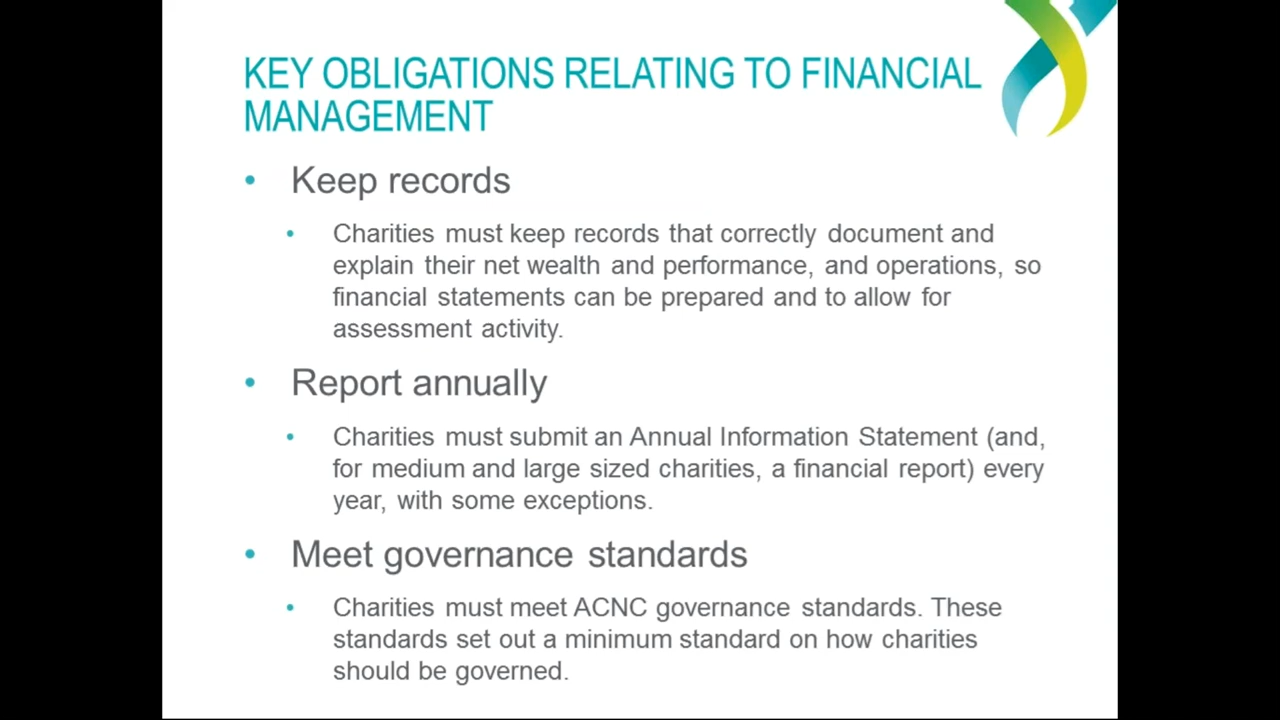 KEY OBLIGATIONS RELATING TO FINANCIAL
MANAGEMENT
• Keep records
• Charities must keep records that correctly document and
explain their net wealth and performance, and operations, so
financial statements can be prepared and to allow for
assessment activity.
• Report annually
• Charities must submit an Annual Information Statement (and,
for medium and large sized charities, a financial report) every
year, with some exceptions.
• Meet governance standards
• Charities must meet ACNC governance standards. These
standards set out a minimum standard on how charities
should be governed.